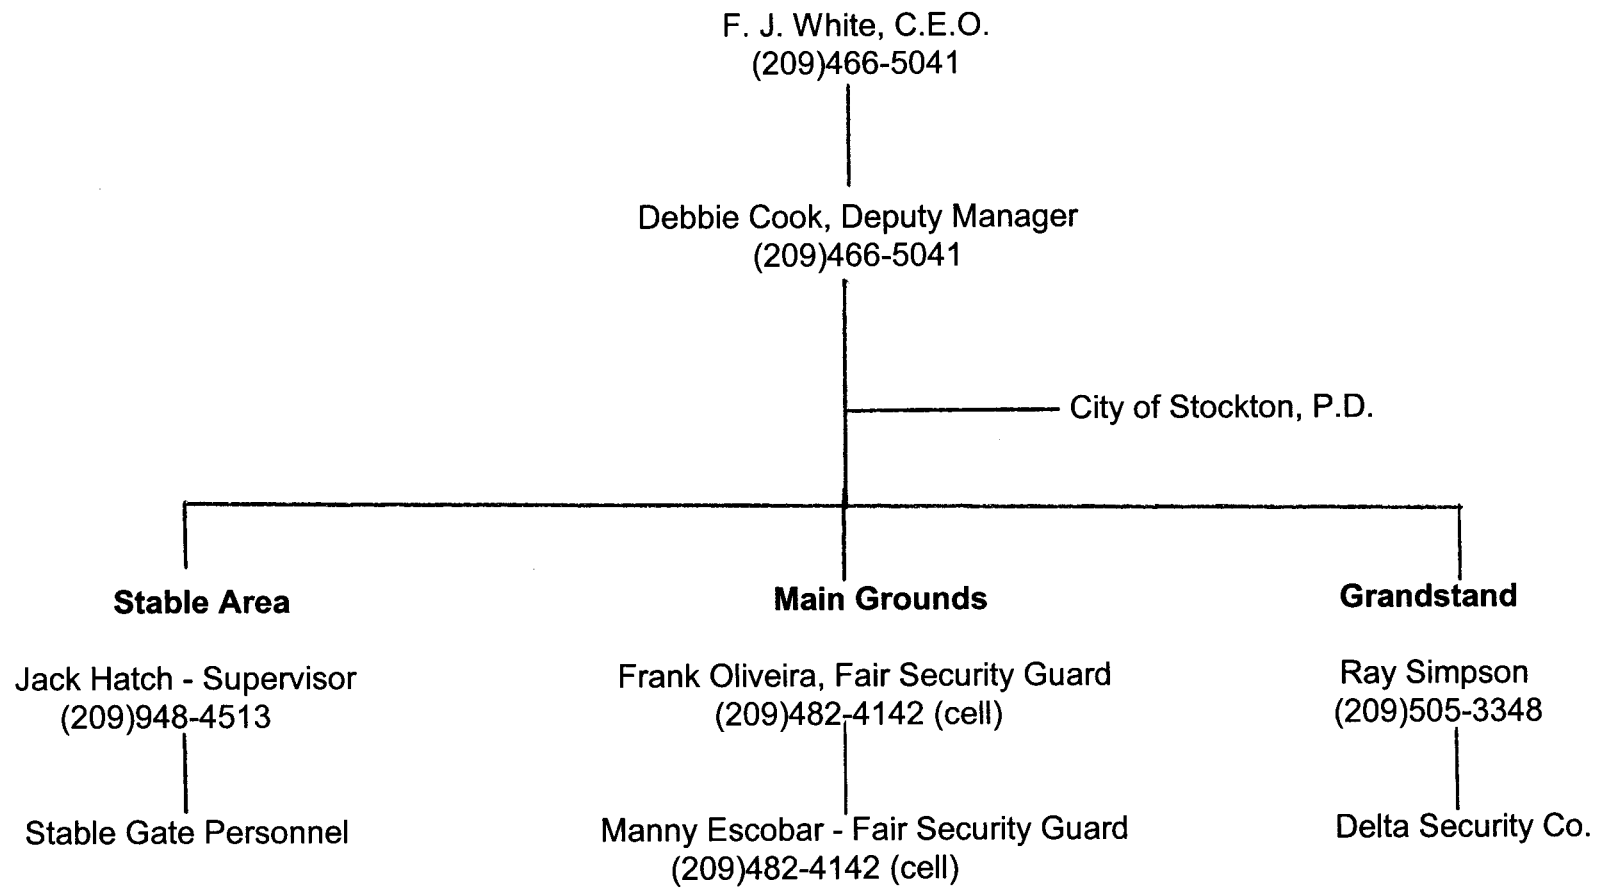 F. J. White, C.E.O.
(209)466-5041
Debbie Cook, Deputy Manager
(209)466-5041
City of Stockton, P.D.
Stable Area
Jack Hatch - Supervisor
(209)948-4513
Stable Gate Personnel
Main Grounds
Frank Oliveira, Fair Security Guard
(209)482-4142 (cell)
Manny Escobar - Fair Security Guard
(209)482-4142 (cell)
Grandstand
Ray Simpson
(209)505-3348
Delta Security Co.